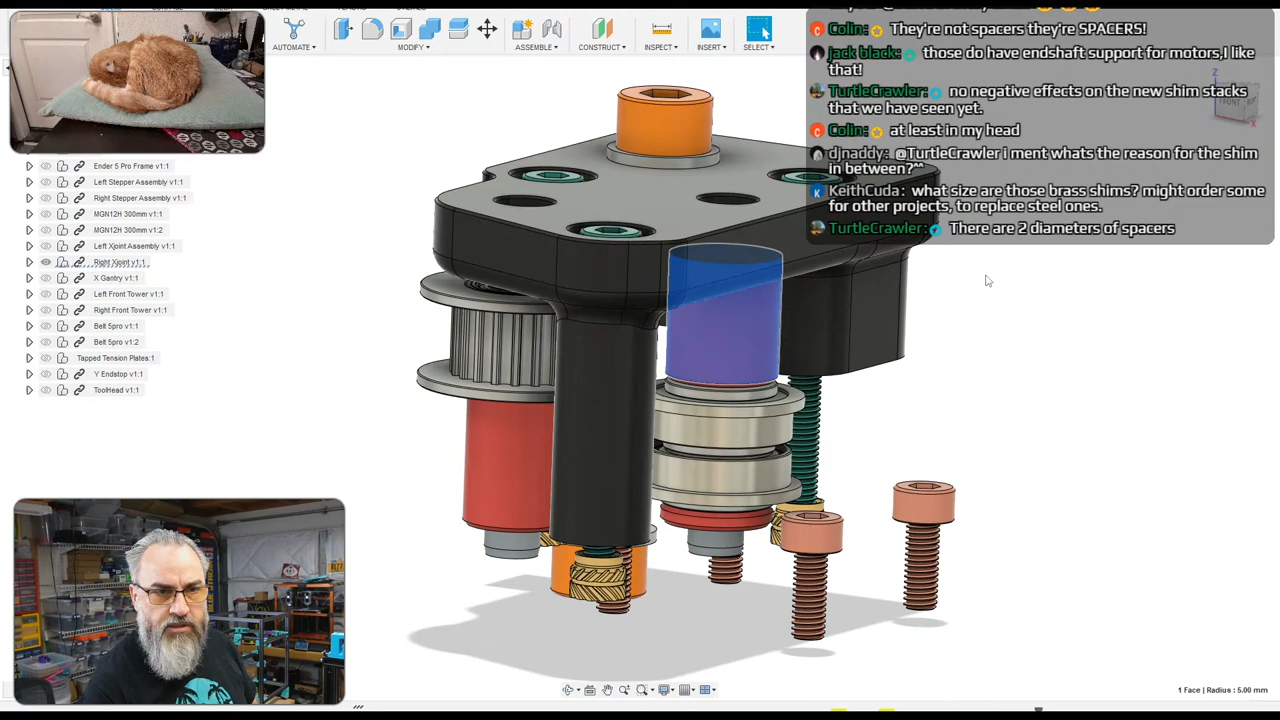 AUTOMATE
MODIFY
ASSEMBLE
CONSTRUCT
INSPECT
INSERT
SELECT
Colin: They're not spacers they're SPACERS!
jack black: those do have endshaft support for motors,I like
that!
TurtleCrawler: no negative effects on the new shim stacks
that we have seen yet.
Colin: at least in my head
djnaddy: @TurtleCrawler i ment whats the reason for the shim
in between?^^
KeithCuda: what size are those brass shims? might order some
for other projects, to replace steel ones.
TurtleCrawler: There are 2 diameters of spacers
Z
FRONT
X
Ender 5 Pro Frame v1:1
Left Stepper Assembly v1:1
Right Stepper Assembly v1:1
MGN12H 300mm v1:1
MGN12H 300mm v1:2
Left Xjoint Assembly v1:1
Right Xjoint v1:1
X Gantry v1:1
Left Front Tower v1:1
Right Front Tower v1:1
Belt 5pro v1:1
Belt 5pro v1:2
Tapped Tension Plates:1
Y Endstop v1:1
ToolHead v1:1
1 Face | Radius : 5.00 mm